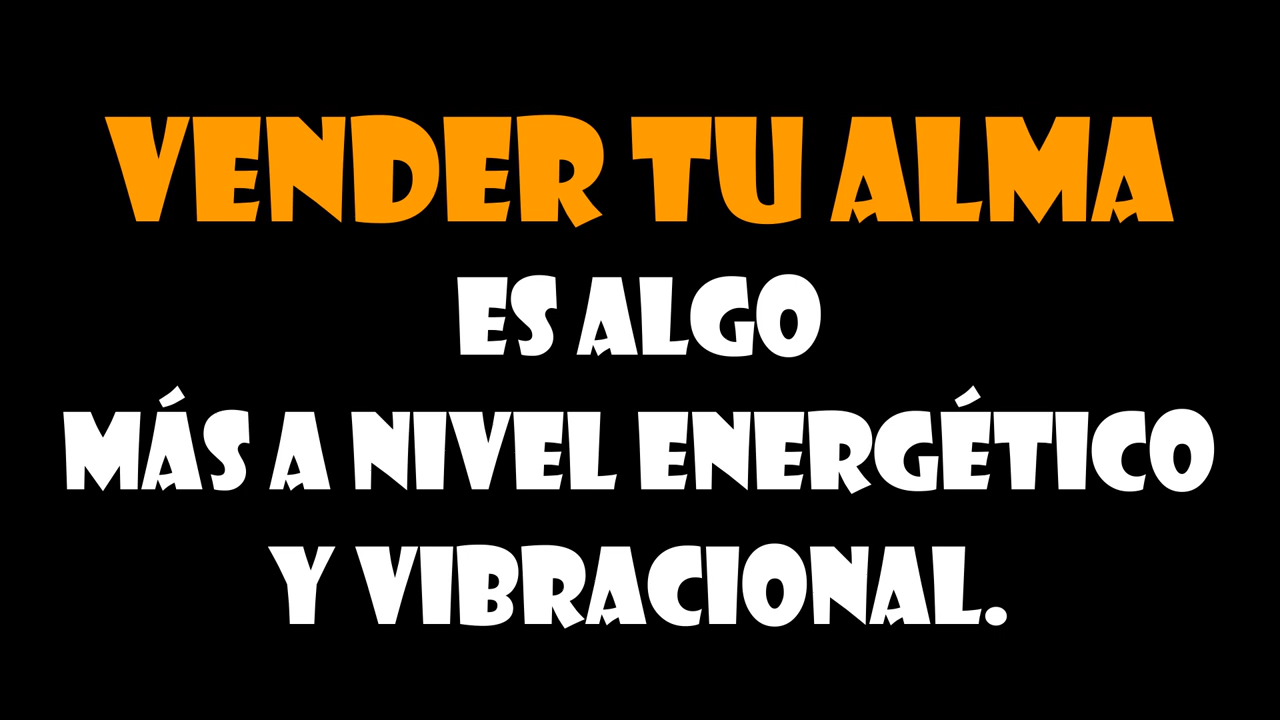 VENDER TU ALMA
ES ALGO
MÁS A NIVEL ENERGÉTICO
Y VIBRACIONAL.